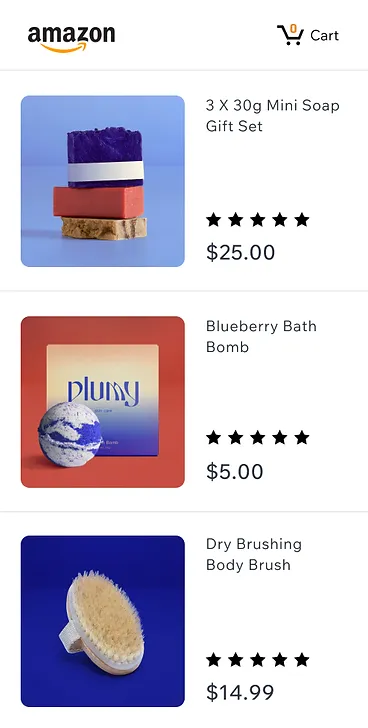 amazon
0 Cart
3 X 30g Mini Soap
Gift Set
$25.00
plumy
Blueberry Bath
Bomb
$5.00
Dry Brushing
Body Brush
$14.99